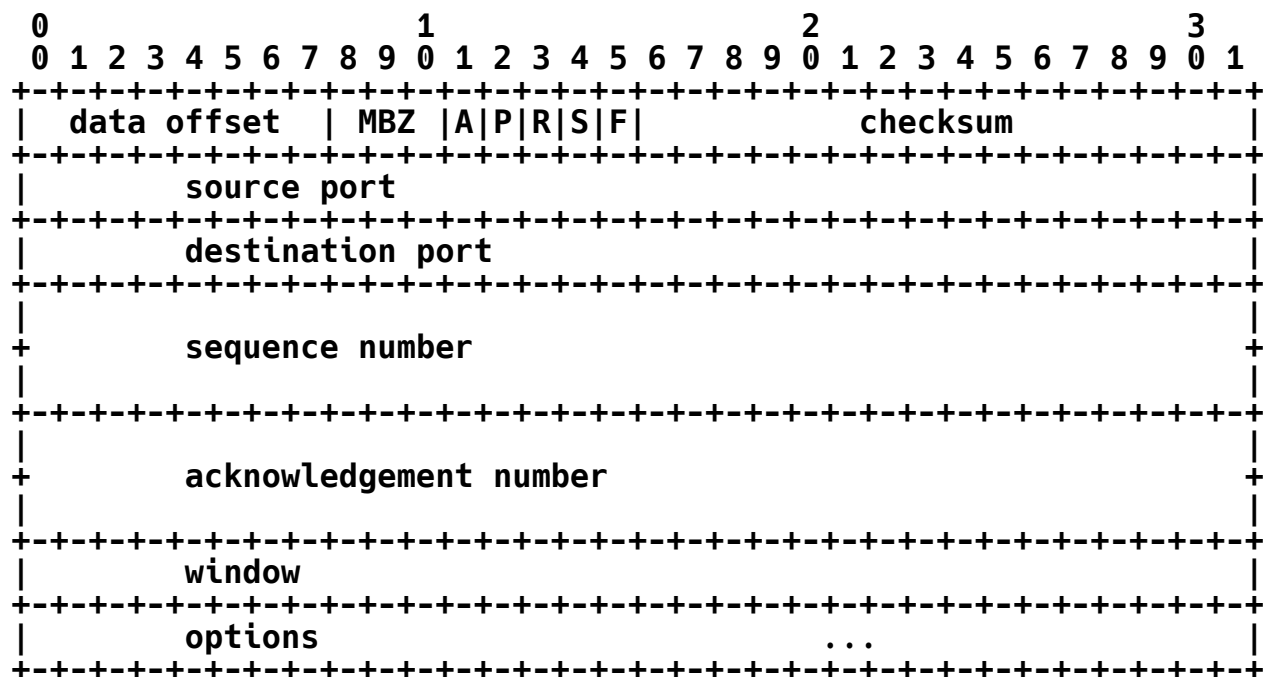 0                   1                   2                   3
 0 1 2 3 4 5 6 7 8 9 0 1 2 3 4 5 6 7 8 9 0 1 2 3 4 5 6 7 8 9 0 1
+-+-+-+-+-+-+-+-+-+-+-+-+-+-+-+-+-+-+-+-+-+-+-+-+-+-+-+-+-+-+-+-+
|  data offset  | MBZ |A|P|R|S|F|           checksum            |
+-+-+-+-+-+-+-+-+-+-+-+-+-+-+-+-+-+-+-+-+-+-+-+-+-+-+-+-+-+-+-+-+
|        source port                                            |
+-+-+-+-+-+-+-+-+-+-+-+-+-+-+-+-+-+-+-+-+-+-+-+-+-+-+-+-+-+-+-+-+
|        destination port                                       |
+-+-+-+-+-+-+-+-+-+-+-+-+-+-+-+-+-+-+-+-+-+-+-+-+-+-+-+-+-+-+-+-+
|                                                               |
+        sequence number                                        +
|                                                               |
+-+-+-+-+-+-+-+-+-+-+-+-+-+-+-+-+-+-+-+-+-+-+-+-+-+-+-+-+-+-+-+-+
|                                                               |
+        acknowledgement number                                 +
|                                                               |
+-+-+-+-+-+-+-+-+-+-+-+-+-+-+-+-+-+-+-+-+-+-+-+-+-+-+-+-+-+-+-+-+
|        window                                                 |
+-+-+-+-+-+-+-+-+-+-+-+-+-+-+-+-+-+-+-+-+-+-+-+-+-+-+-+-+-+-+-+-+
|        options                          ...                   |
+-+-+-+-+-+-+-+-+-+-+-+-+-+-+-+-+-+-+-+-+-+-+-+-+-+-+-+-+-+-+-+-+